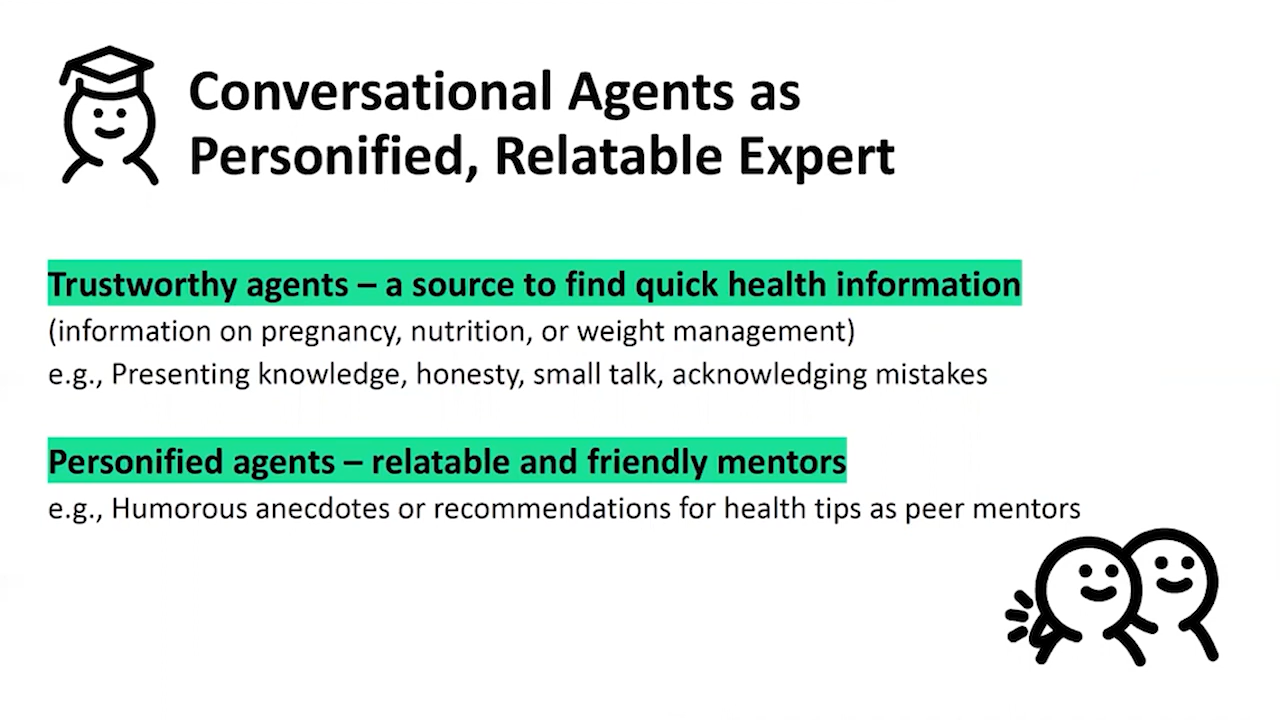 Conversational Agents as
Personified, Relatable Expert
Trustworthy agents – a source to find quick health information
(information on pregnancy, nutrition, or weight management)
e.g., Presenting knowledge, honesty, small talk, acknowledging mistakes
Personified agents – relatable and friendly mentors
e.g., Humorous anecdotes or recommendations for health tips as peer mentors